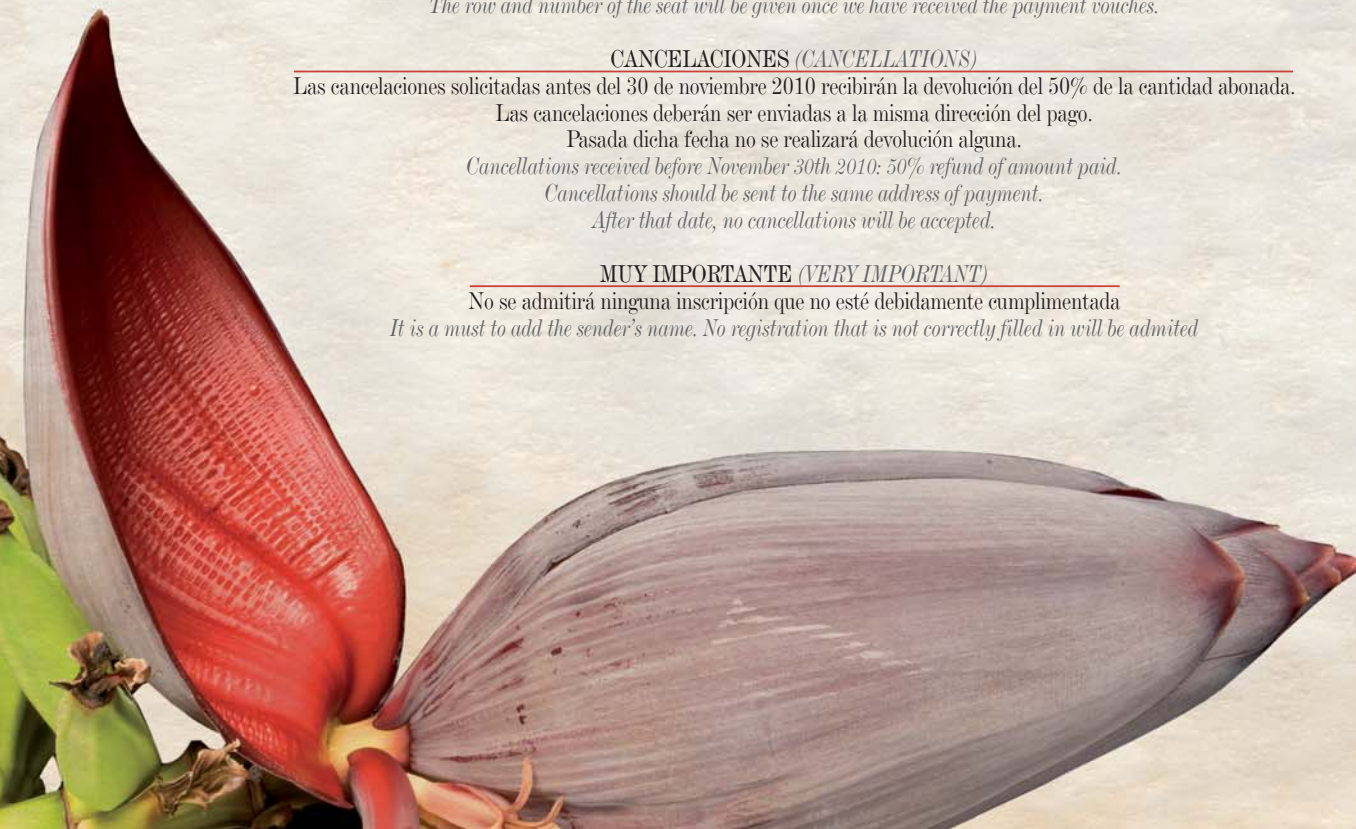 The row and number of the seat will be given once we have received the payment vouches.
CANCELACIONES (CANCELLATIONS)
Las cancelaciones solicitadas antes del 30 de noviembre 2010 recibirán la devolución del 50% de la cantidad abonada.
Las cancelaciones deberán ser enviadas a la misma dirección del pago.
Pasada dicha fecha no se realizará devolución alguna.
Cancellations received before November 30th 2010: 50% refund of amount paid.
Cancellations should be sent to the same address of payment.
After that date, no cancellations will be accepted.
MUY IMPORTANTE (VERY IMPORTANT)
No se admitirá ninguna inscripción que no esté debidamente cumplimentada
It is a must to add the sender's name. No registration that is not correctly filled in will be admited